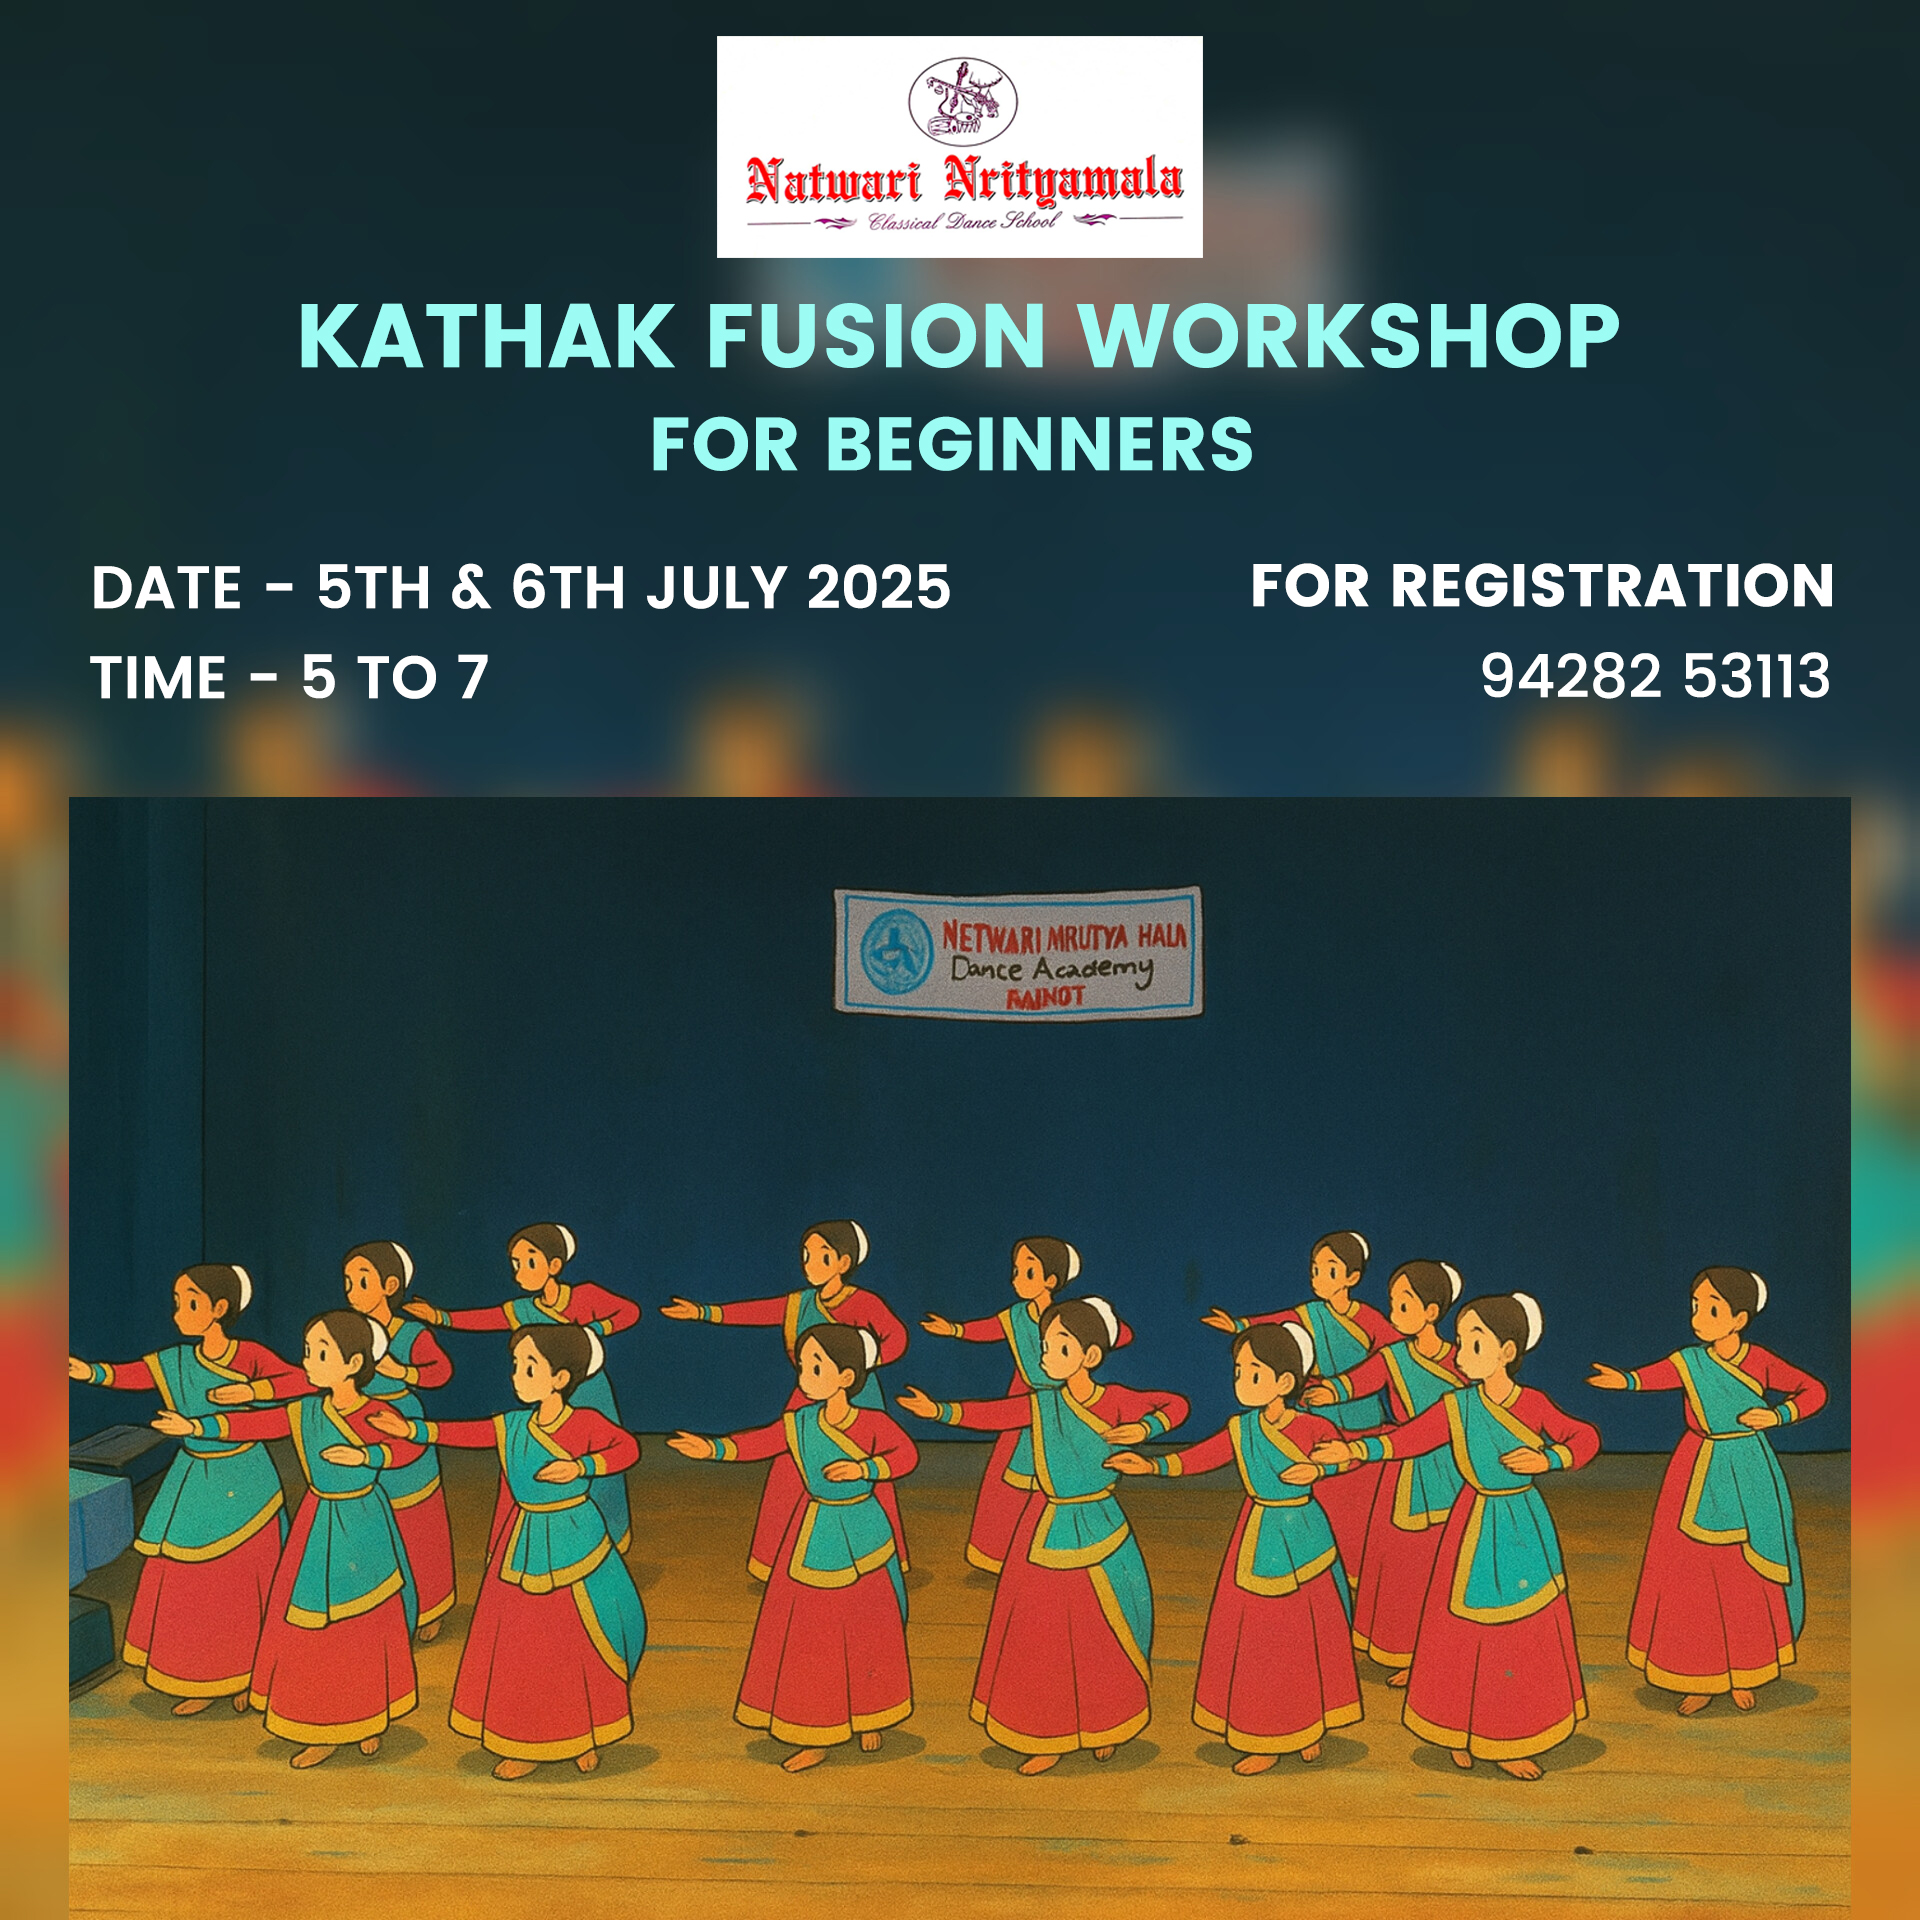 Natwari Nrityamala
Classical Dance School
KATHAK FUSION WORKSHOP
FOR BEGINNERS
DATE - 5TH & 6TH JULY 2025
TIME - 5 TO 7
FOR REGISTRATION
94282 53113
NETWARI MRUTYA HALA
Dance Academy